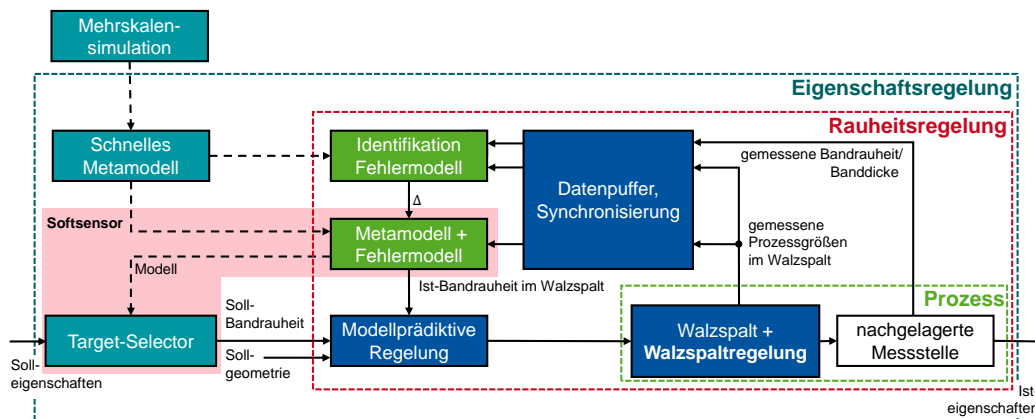 Mehrskalen-
simulation
Eigenschaftsregelung
Rauheitsregelung
Schnelles
Metamodell
Identifikation
Fehlermodell
Datenpuffer,
Synchronisierung
gemessene Bandrauheit/
Banddicke
Δ
Softsensor
Metamodell +
Fehlermodell
gemessene
Prozessgrößen
im Walzspalt
Modell
Ist-Bandrauheit im Walzspalt
Prozess
Soll-
Bandrauheit
Target-Selector
Modellprädiktive
Regelung
Walzspalt +
Walzspaltregelung
nachgelagerte
Messstelle
Soll-
eigenschaften
Soll-
geometrie
Ist-
eigenschaften